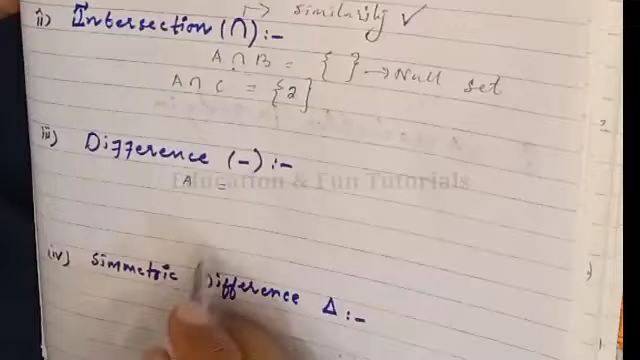 similarity ✓
ii) Intersection (∩) :-
A ∩ B = { } → Null set
A ∩ C = {2}
iii) Difference (-) :-
Education & Fun Tutorials
A =
iv) Simmetric Difference Δ :-